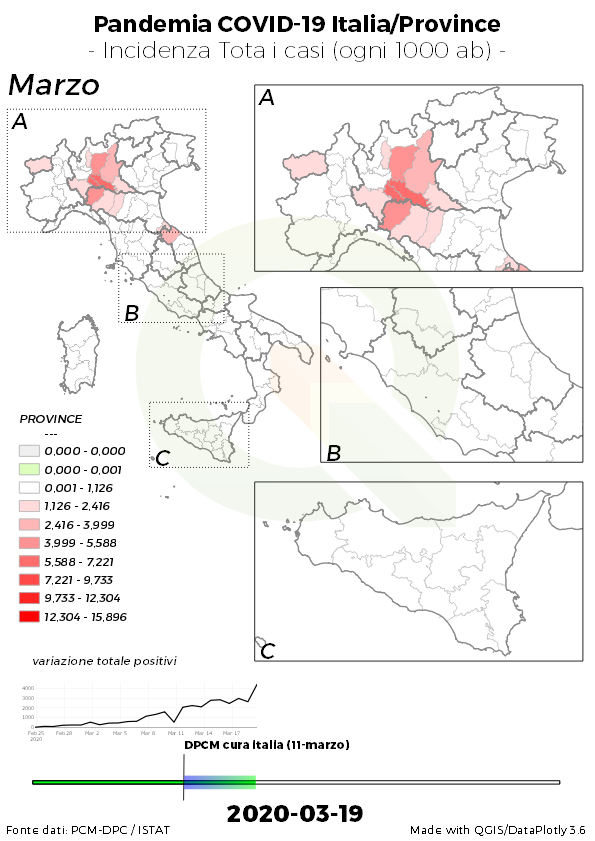 Pandemia COVID-19 Italia/Province
- Incidenza Tota i casi (ogni 1000 ab) -
Marzo
A
A
B
B
C
C
PROVINCE
---
0,000 - 0,000
0,000 - 0,001
0,001 - 1,126
1,126 - 2,416
2,416 - 3,999
3,999 - 5,588
5,588 - 7,221
7,221 - 9,733
9,733 - 12,304
12,304 - 15,896
variazione totale positivi
4000
3000
2000
1000
0
Feb 25 Feb 28 Mar 2 Mar 5 Mar 8 Mar 11 Mar 14 Mar 17
2020
DPCM cura italia (11-marzo)
2020-03-19
Fonte dati: PCM-DPC / ISTAT
Made with QGIS/DataPlotly 3.6